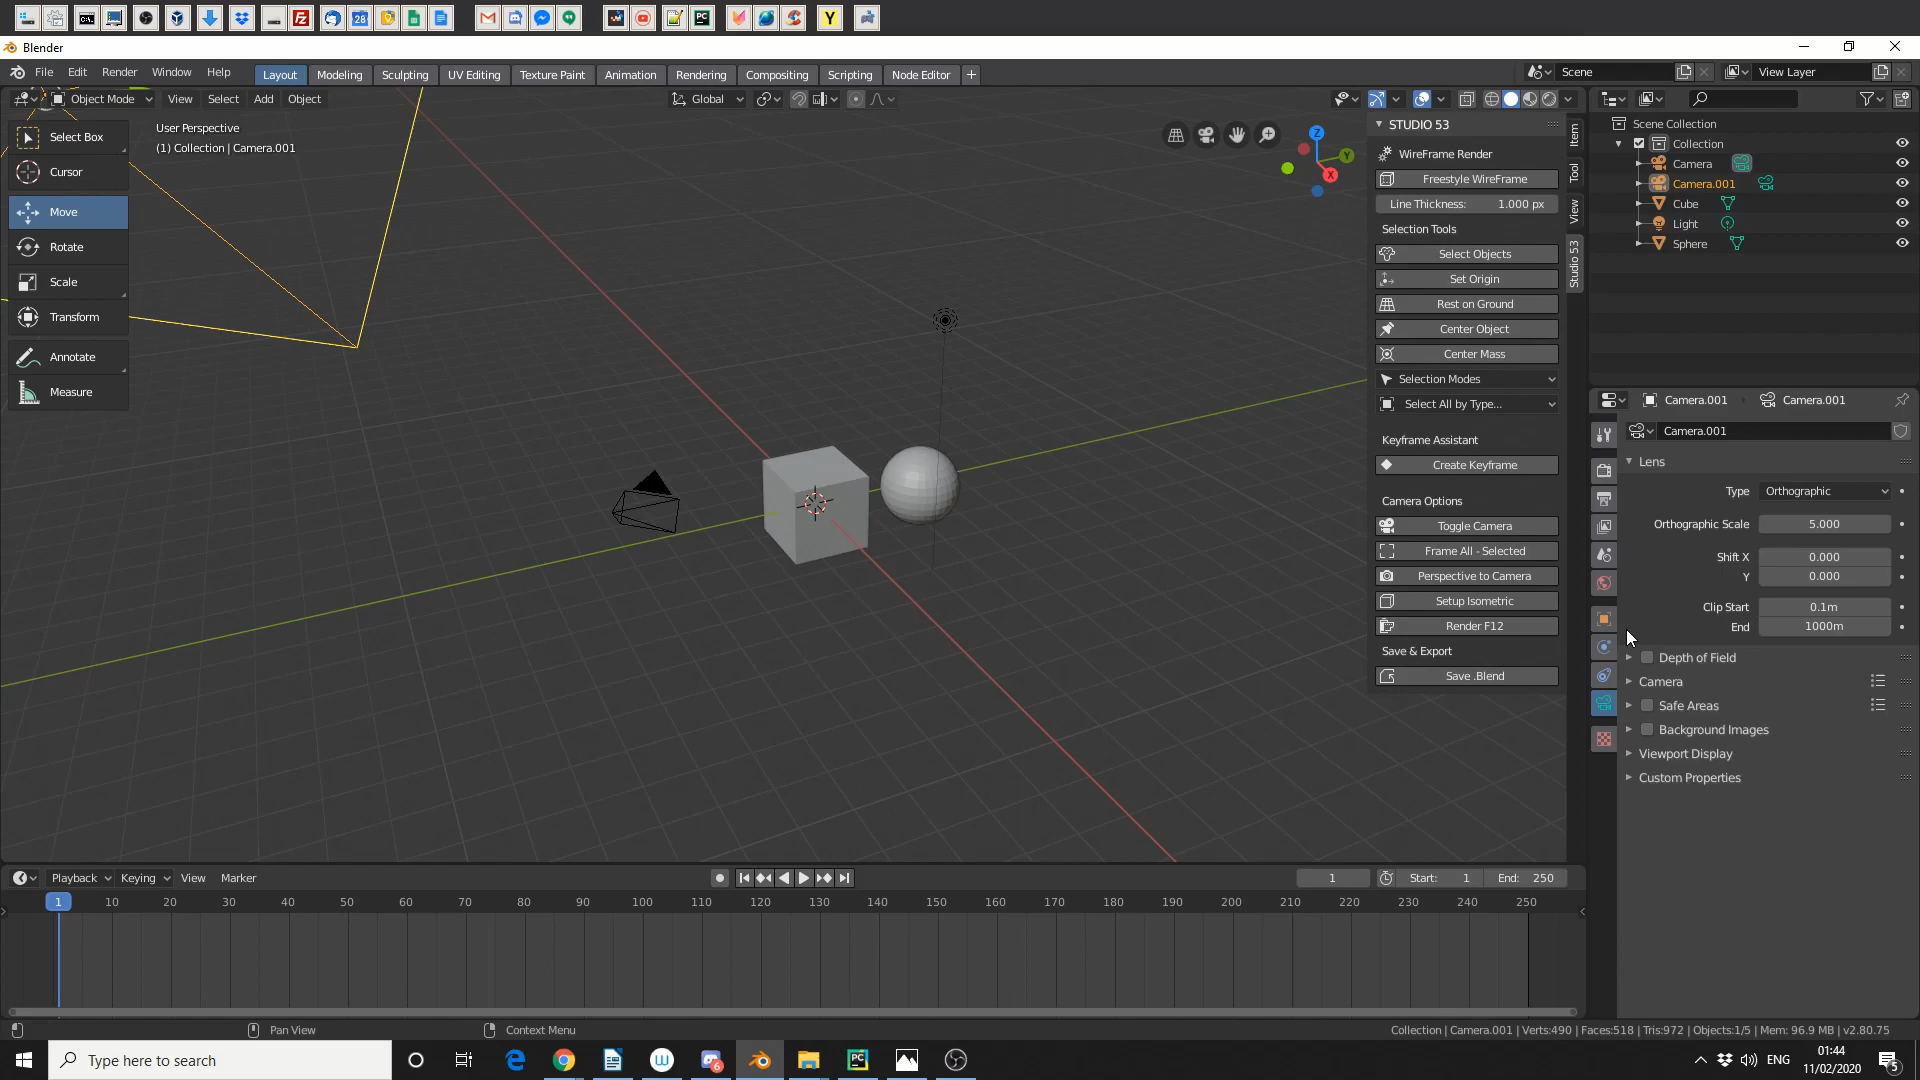 Blender
File Edit Render Window Help Layout Modeling Sculpting UV Editing Texture Paint Animation Rendering Compositing Scripting Node Editor + Scene View Layer
Object Mode View Select Add Object Global
User Perspective
(1) Collection | Camera.001
Select Box
Cursor
Move
Rotate
Scale
Transform
Annotate
Measure
Z
Y
X
STUDIO 53
WireFrame Render
Freestyle WireFrame
Line Thickness: 1.000 px
Selection Tools
Select Objects
Set Origin
Rest on Ground
Center Object
Center Mass
Selection Modes
Select All by Type...
Keyframe Assistant
Create Keyframe
Camera Options
Toggle Camera
Frame All - Selected
Perspective to Camera
Setup Isometric
Render F12
Save & Export
Save .Blend
Item
Tool
View
Studio 53
Scene Collection
Collection
Camera
Camera.001
Cube
Light
Sphere
Camera.001 Camera.001
Camera.001
Lens
Type Orthographic
Orthographic Scale 5.000
Shift X 0.000
Y 0.000
Clip Start 0.1m
End 1000m
Depth of Field
Camera
Safe Areas
Background Images
Viewport Display
Custom Properties
Playback Keying View Marker 1 Start: 1 End: 250
1 10 20 30 40 50 60 70 80 90 100 110 120 130 140 150 160 170 180 190 200 210 220 230 240 250
Pan View Context Menu Collection | Camera.001 | Verts:490 | Faces:518 | Tris:972 | Objects:1/5 | Mem: 96.9 MB | v2.80.75
Type here to search
6
ENG
01:44
11/02/2020
5